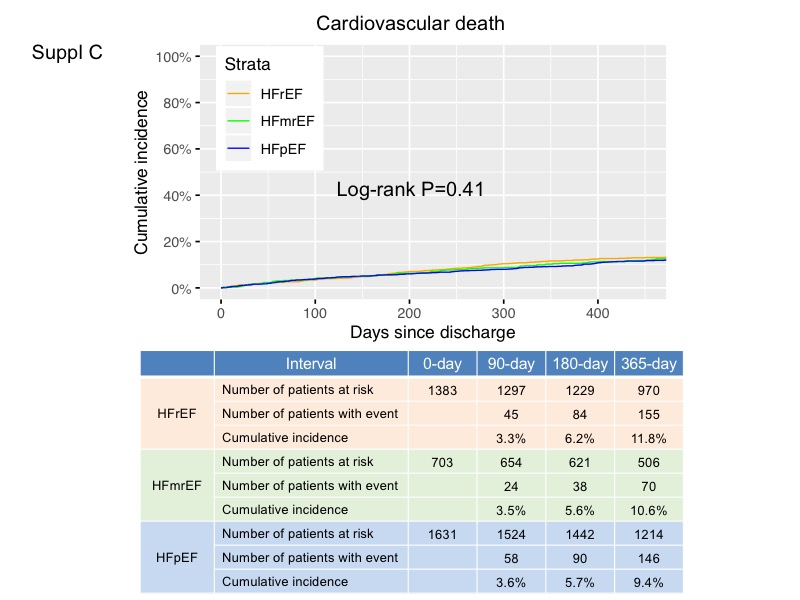 Cardiovascular death
Suppl C
100%
80%
60%
40%
20%
0%
Cumulative incidence
Strata
HFrEF
HFmrEF
HFpEF
Log-rank P=0.41
0 100 200 300 400
Days since discharge
Interval 0-day 90-day 180-day 365-day
HFrEF
Number of patients at risk 1383 1297 1229 970
Number of patients with event 45 84 155
Cumulative incidence 3.3% 6.2% 11.8%
HFmrEF
Number of patients at risk 703 654 621 506
Number of patients with event 24 38 70
Cumulative incidence 3.5% 5.6% 10.6%
HFpEF
Number of patients at risk 1631 1524 1442 1214
Number of patients with event 58 90 146
Cumulative incidence 3.6% 5.7% 9.4%